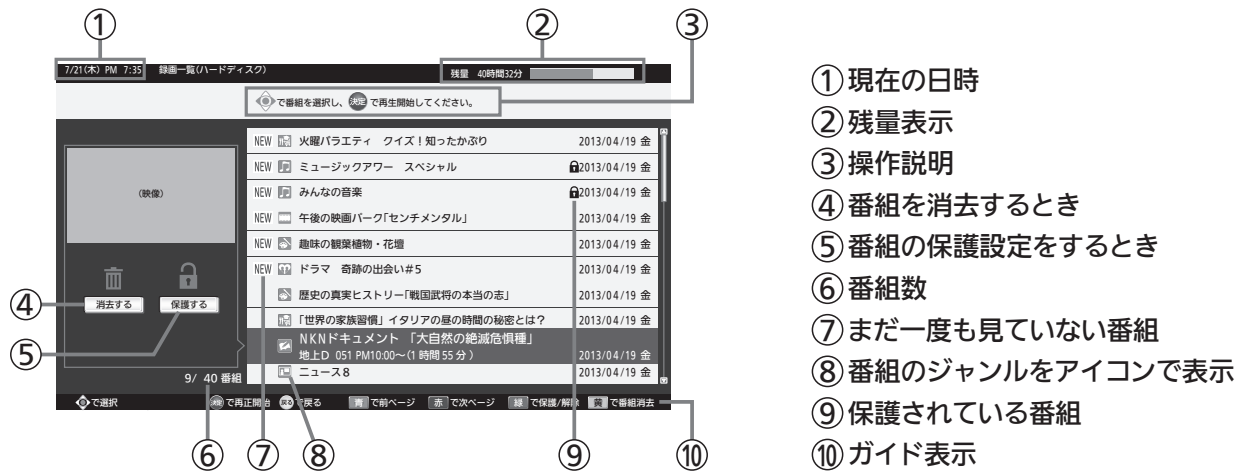 ① ② ③
7/21(木) PM 7:35 録画一覧(ハードディスク) 残量 40時間32分
で番組を選択し、決定で再生開始してください。
NEW 火曜バラエティ クイズ!知ったかぶり 2013/04/19 金
NEW ミュージックアワー スペシャル 2013/04/19 金
(映像)
NEW みんなの音楽 2013/04/19 金
NEW 午後の映画パーク「センチメンタル」 2013/04/19 金
NEW 趣味の観葉植物・花壇 2013/04/19 金
NEW ドラマ 奇跡の出会い#5 2013/04/19 金
歴史の真実ヒストリー「戦国武将の本当の志」 2013/04/19 金
④ 消去する 保護する
「世界の家族習慣」イタリアの昼の時間の秘密とは? 2013/04/19 金
⑤
NKNドキュメント 「大自然の絶滅危惧種」
地上D 051 PM10:00~(1時間55分) 2013/04/19 金
ニュース8 2013/04/19 金
9/ 40番組
で選択 決定で再正開始 戻るで戻る 青で前ページ 赤で次ページ 緑で保護/解除 黄で番組消去
⑥ ⑦ ⑧ ⑨ ⑩
①現在の日時
②残量表示
③操作説明
④番組を消去するとき
⑤番組の保護設定をするとき
⑥番組数
⑦まだ一度も見ていない番組
⑧番組のジャンルをアイコンで表示
⑨保護されている番組
⑩ガイド表示